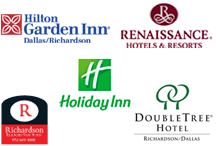 Hilton
Garden Inn®
Dallas/Richardson
RENAISSANCE®
HOTELS & RESORTS
H
Holiday Inn
R
Richardson
DOUBLETREE®
HOTEL
RICHARDSON-DALLAS